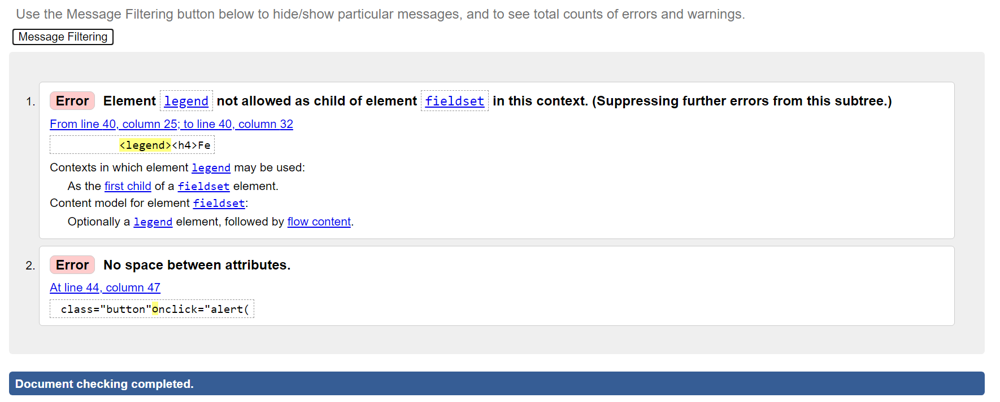 Use the Message Filtering button below to hide/show particular messages, and to see total counts of errors and warnings.
Message Filtering
1. Error Element legend not allowed as child of element fieldset in this context. (Suppressing further errors from this subtree.)
From line 40, column 25; to line 40, column 32
<legend><h4>Fe
Contexts in which element legend may be used:
As the first child of a fieldset element.
Content model for element fieldset:
Optionally a legend element, followed by flow content.
2. Error No space between attributes.
At line 44, column 47
class="button"onclick="alert(
Document checking completed.